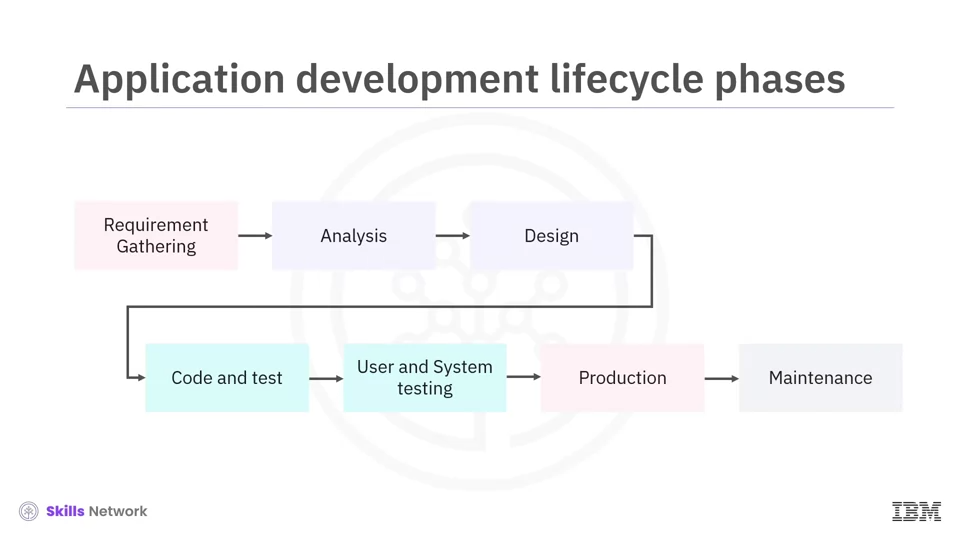 Application development lifecycle phases
Requirement
Gathering
Analysis
Design
Code and test
User and System
testing
Production
Maintenance
Skills Network
IBM